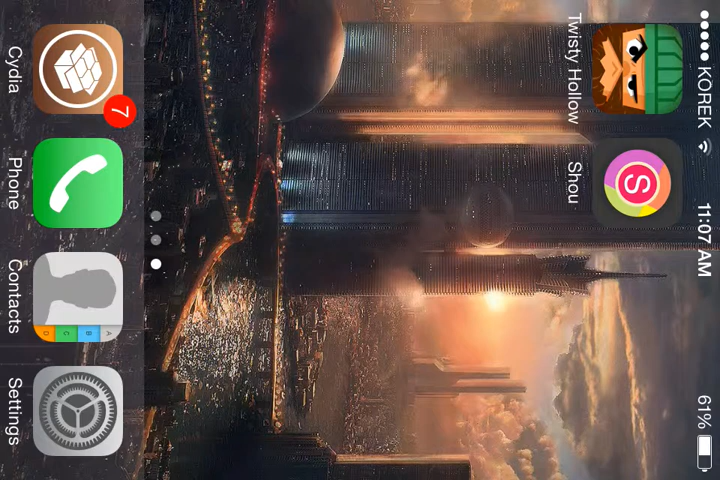 KOREK 11:07 AM 61%
Twisty Hollow Shou
7
Cydia Phone Contacts Settings